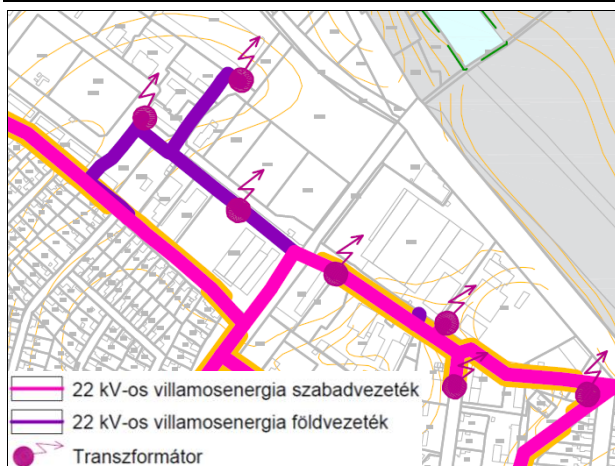 22 kV-os villamosenergia szabadvezeték
22 kV-os villamosenergia földvezeték
Transzformátor